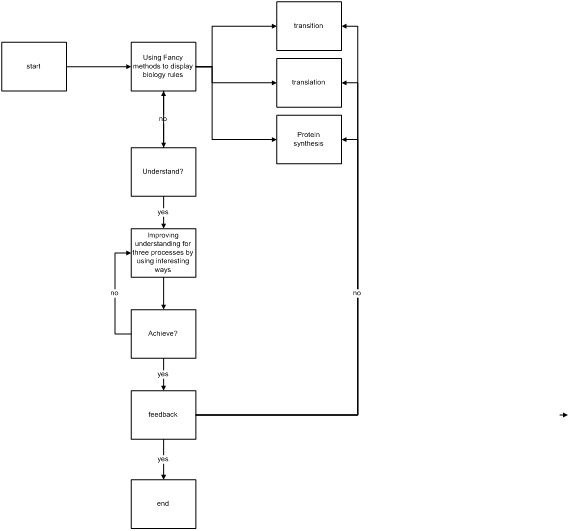 start
Using Fancy
methods to display
biology rules
transition
translation
Protein
synthesis
no
Understand?
yes
Improving
understanding for
three processes by
using interesting
ways
no
no
Achieve?
yes
feedback
yes
end